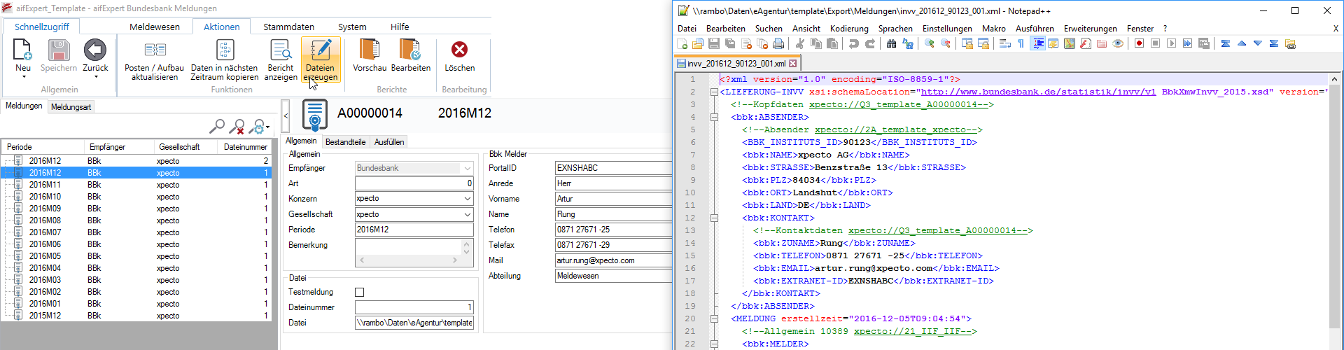 aifExpert_Template - aifExpert Bundesbank Meldungen
Schnellzugriff Meldewesen Aktionen Stammdaten System Hilfe
Neu Speichern Zurück Posten / Aufbau aktualisieren Daten in nächsten Zeitraum kopieren Bericht anzeigen Dateien erzeugen Vorschau Bearbeiten Löschen
Allgemein Funktionen Berichte Bearbeitung
Meldungen Meldungsart
Periode Empfänger Gesellschaft Dateinummer
2016M12 BBk xpecto 2
2016M12 BBk xpecto 1
2016M11 BBk xpecto 1
2016M10 BBk xpecto 1
2016M09 BBk xpecto 1
2016M08 BBk xpecto 1
2016M07 BBk xpecto 1
2016M06 BBk xpecto 1
2016M05 BBk xpecto 1
2016M04 BBk xpecto 1
2016M03 BBk xpecto 1
2016M02 BBk xpecto 1
2016M01 BBk xpecto 1
2015M12 BBk xpecto 1
<
A00000014 2016M12
Allgemein Bestandteile Ausfüllen
Allgemein
Empfänger Bundesbank
Art 0
Konzern xpecto
Gesellschaft xpecto
Periode 2016M12
Bemerkung
Datei
Testmeldung
Dateinummer 1
Datei \\rambo\Daten\eAgentur\template
Bbk Melder
PortalID EXNSHABC
Anrede Herr
Vorname Artur
Name Rung
Telefon 0871 27671 -25
Telefax 0871 27671 -29
Mail artur.rung@xpecto.com
Abteilung Meldewesen
\\rambo\Daten\eAgentur\template\Export\Meldungen\invv_201612_90123_001.xml - Notepad++
Datei Bearbeiten Suchen Ansicht Kodierung Sprachen Einstellungen Makro Ausführen Erweiterungen Fenster ? X
invv_201612_90123_001.xml
1 <?xml version="1.0" encoding="ISO-8859-1"?>
2 <LIEFERUNG-INVV xsi:schemaLocation="http://www.bundesbank.de/statistik/invv/v1 BbkXmwInvv_2015.xsd" version="
3 <!--Kopfdaten xpecto://Q3_template_A00000014-->
4 <bbk:ABSENDER>
5 <!--Absender xpecto://2A_template_xpecto-->
6 <BBK_INSTITUTS_ID>90123</BBK_INSTITUTS_ID>
7 <bbk:NAME>xpecto AG</bbk:NAME>
8 <bbk:STRASSE>Benzstraße 13</bbk:STRASSE>
9 <bbk:PLZ>84034</bbk:PLZ>
10 <bbk:ORT>Landshut</bbk:ORT>
11 <bbk:LAND>DE</bbk:LAND>
12 <bbk:KONTAKT>
13 <!--Kontaktdaten xpecto://Q3_template_A00000014-->
14 <bbk:ZUNAME>Rung</bbk:ZUNAME>
15 <bbk:TELEFON>0871 27671 -25</bbk:TELEFON>
16 <bbk:EMAIL>artur.rung@xpecto.com</bbk:EMAIL>
17 <bbk:EXTRANET-ID>EXNSHABC</bbk:EXTRANET-ID>
18 </bbk:KONTAKT>
19 </bbk:ABSENDER>
20 <MELDUNG erstellzeit="2016-12-05T09:04:54">
21 <!--Allgemein 10389 xpecto://21_IIF_IIF-->
22 <bbk:MELDER>